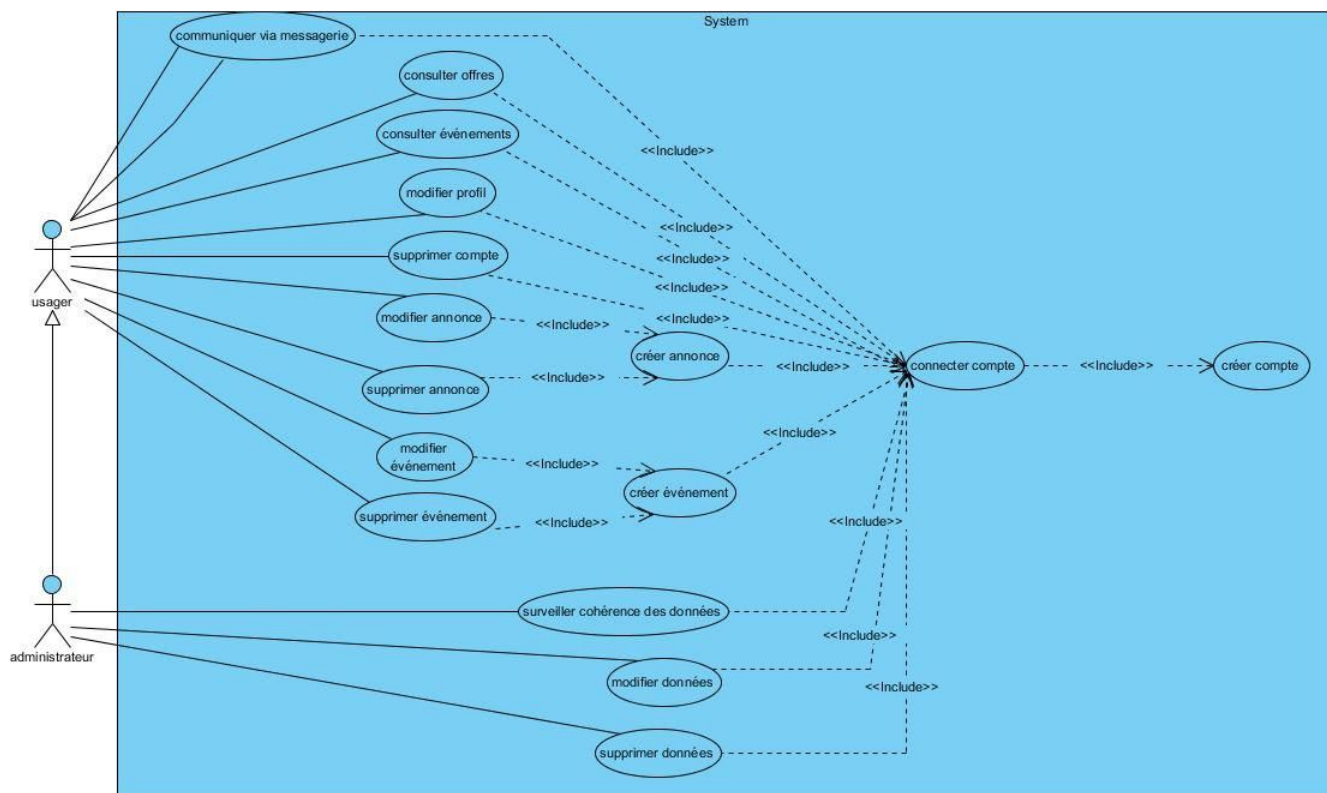 System
communiquer via messagerie
consulter offres
consulter événements
<<Include>>
modifier profil
<<Include>>
supprimer compte
<<Include>>
<<Include>>
usager
modifier annonce
<<Include>>
<<Include>>
créer annonce
<<Include>>
connecter compte
<<Include>>
créer compte
supprimer annonce
<<Include>>
<<Include>>
modifier
événement
<<Include>>
créer événement
supprimer événement
<<Include>>
<<Include>>
surveiller cohérence des données
<<Include>>
administrateur
modifier données
<<Include>>
supprimer données